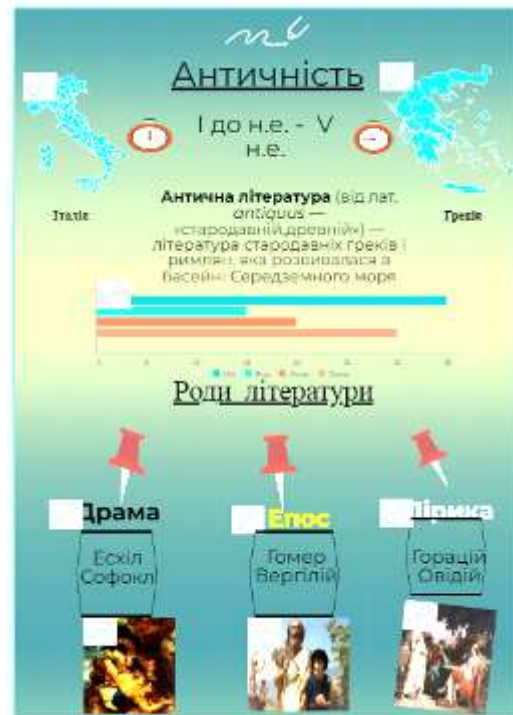 Античність
І до н.е. - V
н.е.
Італія
Греція
Антична література (від лат.
antiquus —
«стародавній,древній») —
література стародавніх греків і
римлян, яка розвивалася в
басейні Середземного моря
Роди літератури
Драма
Епос
Лірика
Есхіл
Софокл
Гомер
Вергілій
Горацій
Овідій